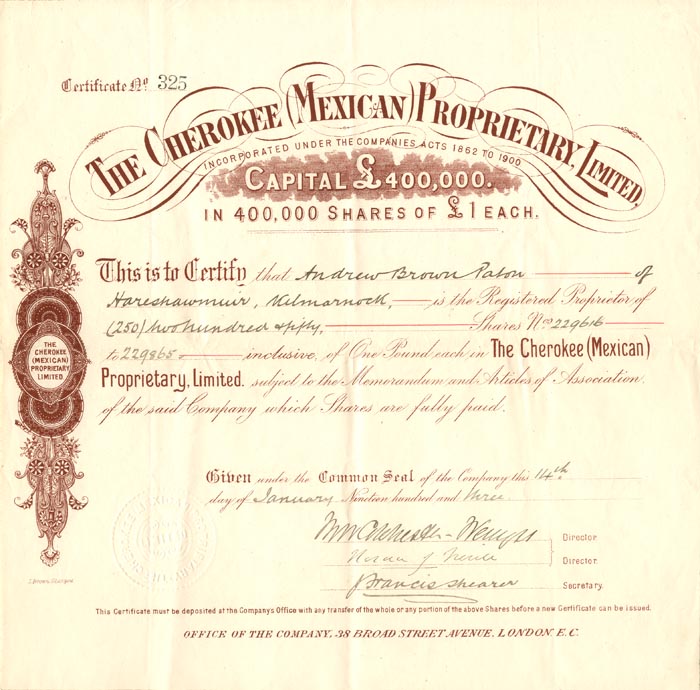 Certificate No 325
THE CHEROKEE (MEXICAN) PROPRIETARY, LIMITED,
INCORPORATED UNDER THE COMPANIES ACTS 1862 TO 1900
CAPITAL £400,000.
IN 400,000 SHARES OF £1 EACH.
This is to Certify that Andrew Brown Paton of
Hareshawmuir, Kilmarnock, is the Registered Proprietor of
(250) two hundred & fifty, Shares Nos 229616
to 229865 inclusive, of One Pound each in The Cherokee (Mexican)
Proprietary, Limited. subject to the Memorandum and Articles of Association
of the said Company which Shares are fully paid.
THE
CHEROKEE
(MEXICAN)
PROPRIETARY
LIMITED
Given under the Common Seal of the Company this 14th
day of January Nineteen hundred and three
Director
Director.
J Francis Shearer
Secretary.
This Certificate must be deposited at the Company's Office with any transfer of the whole or any portion of the above Shares before a new Certificate can be issued.
OFFICE OF THE COMPANY, 38 BROAD STREET AVENUE, LONDON. E.C.